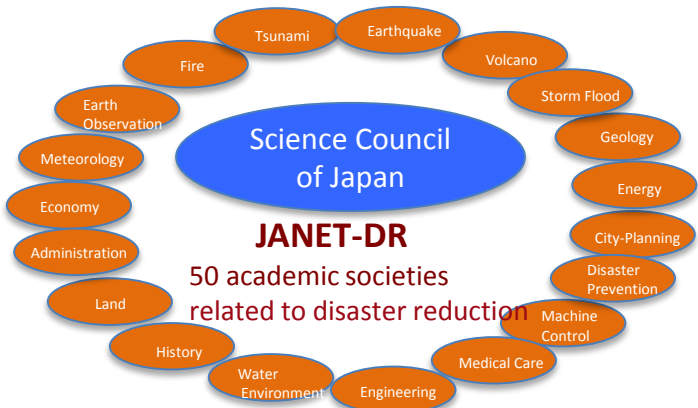 Tsunami
Earthquake
Volcano
Fire
Storm Flood
Earth
Observation
Geology
Science Council
of Japan
Meteorology
Energy
Economy
City-Planning
JANET-DR
Administration
Disaster
Prevention
50 academic societies
Land
related to disaster reduction
Machine
Control
History
Medical Care
Water
Environment
Engineering